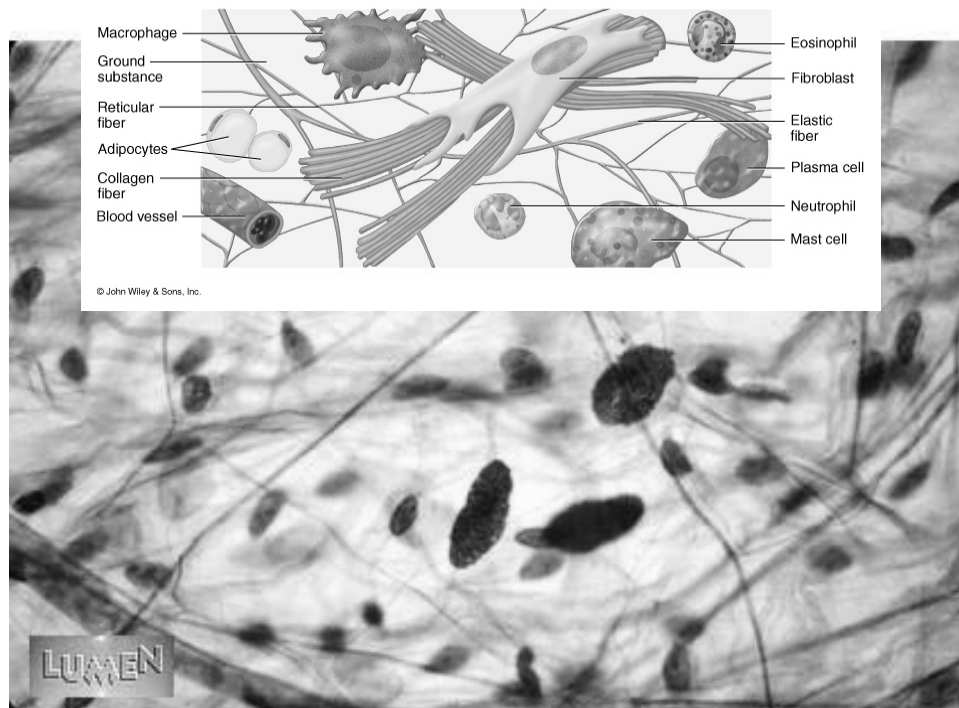 Macrophage
Ground
substance
Reticular
fiber
Adipocytes
Collagen
fiber
Blood vessel
Eosinophil
Fibroblast
Elastic
fiber
Plasma cell
Neutrophil
Mast cell
© John Wiley & Sons, Inc.
LUMEN